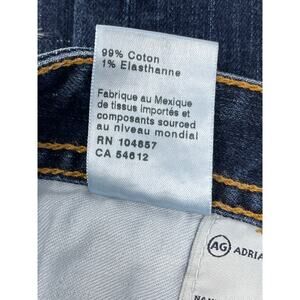 99% Coton
1% Elasthanne
Fabrique au Mexique
de tissus importés et
composants sourced
au niveau mondial
RN 104857
CA 54612
AG ADRIA